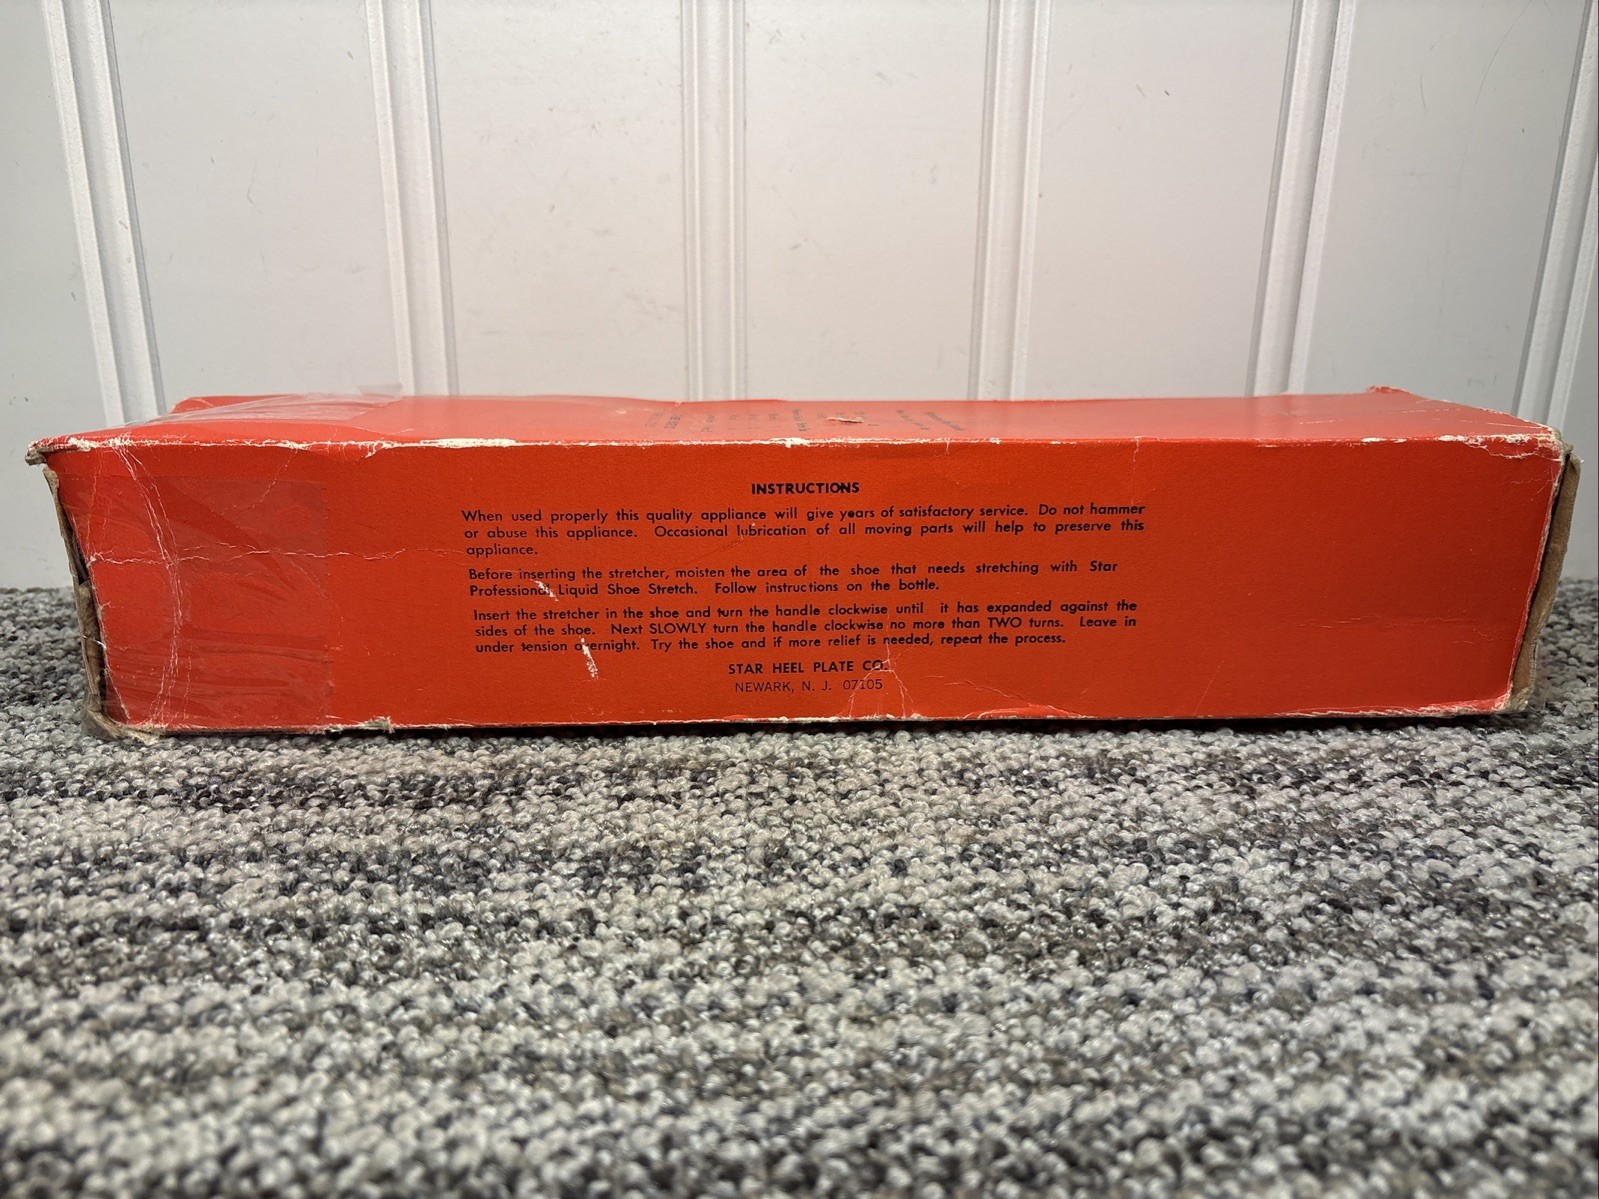 INSTRUCTIONS
When used properly this quality appliance will give years of satisfactory service. Do not hammer
or abuse this appliance. Occasional lubrication of all moving parts will help to preserve this
appliance.
Before inserting the stretcher, moisten the area of the shoe that needs stretching with Star
Professional Liquid Shoe Stretch. Follow instructions on the bottle.
Insert the stretcher in the shoe and turn the handle clockwise until it has expanded against the
sides of the shoe. Next SLOWLY turn the handle clockwise no more than TWO turns. Leave in
under tension overnight. Try the shoe and if more relief is needed, repeat the process.
STAR HEEL PLATE CO.
NEWARK, N. J. 07105